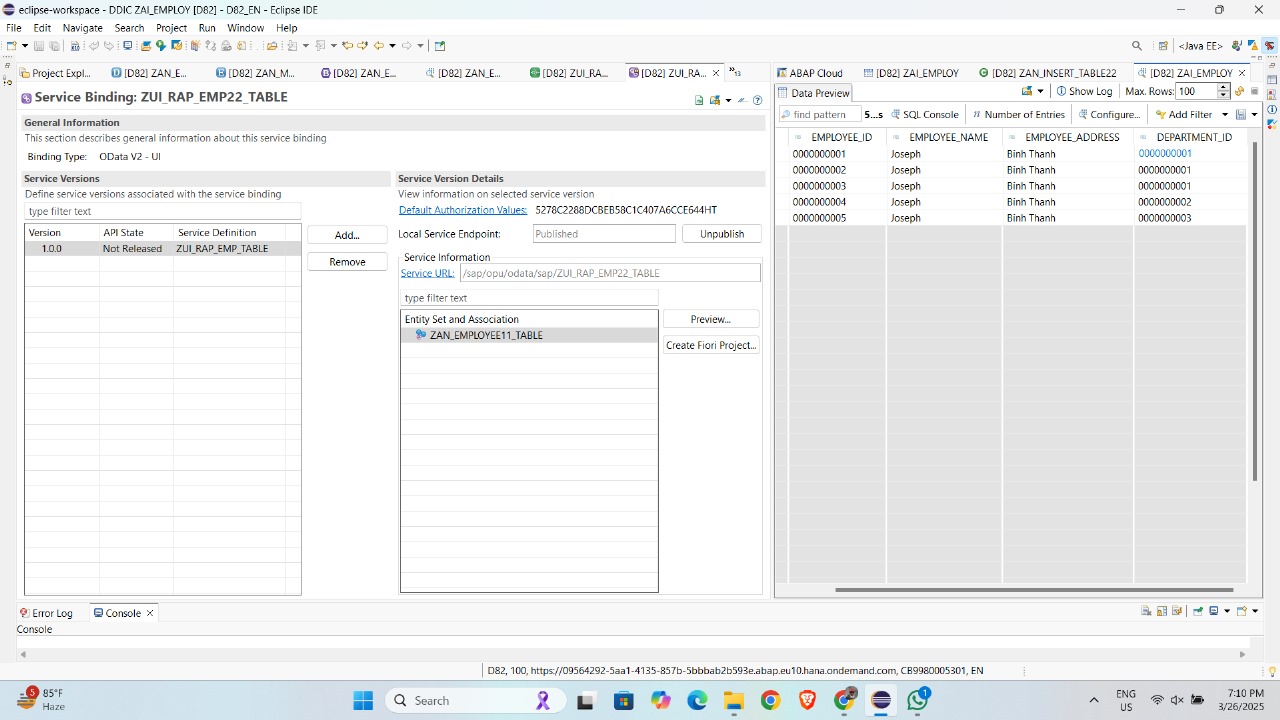 eclipse-workspace - DDIC ZAI_EMPLOY [D82] - D82_EN - Eclipse IDE
File Edit Navigate Search Project Run Window Help
<Java EE>
Project E... [D82] ZAN_E... [D82] ZAN_M... [D82] ZAN_E... [D82] ZAN_E... [D82] ZUI_RA... [D82] ZUI_RA... »13
ABAP Cloud [D82] ZAI_EMPLOY [D82] ZAN_INSERT_TABLE22 [D82] ZAI_EMPLOY
Service Binding: ZUI_RAP_EMP22_TABLE
General Information
This section describes general information about this service binding
Binding Type: OData V2 - UI
Service Versions
Define service versions associated with the service binding
type filter text
Version API State Service Definition
1.0.0 Not Released ZUI_RAP_EMP_TABLE
Add...
Remove
Service Version Details
View information on selected service version
Default Authorization Values: 5278C2288DCBEB58C1C407A6CCE644HT
Local Service Endpoint: Published Unpublish
Service Information
Service URL: /sap/opu/odata/sap/ZUI_RAP_EMP22_TABLE
type filter text
Entity Set and Association
ZAN_EMPLOYEE11_TABLE
Preview...
Create Fiori Project...
Data Preview Show Log Max. Rows: 100
find pattern 5...s SQL Console Number of Entries Configure... Add Filter
EMPLOYEE_ID EMPLOYEE_NAME EMPLOYEE_ADDRESS DEPARTMENT_ID
0000000001 Joseph Binh Thanh 0000000001
0000000002 Joseph Binh Thanh 0000000001
0000000003 Joseph Binh Thanh 0000000001
0000000004 Joseph Binh Thanh 0000000002
0000000005 Joseph Binh Thanh 0000000003
Error Log Console
Console
D82, 100, https://09564292-5aa1-4135-857b-5bbbab2b593e.abap.eu10.hana.ondemand.com, CB9980005301, EN
5 85°F
Haze
Search
1
ENG
US
7:10 PM
3/26/2025